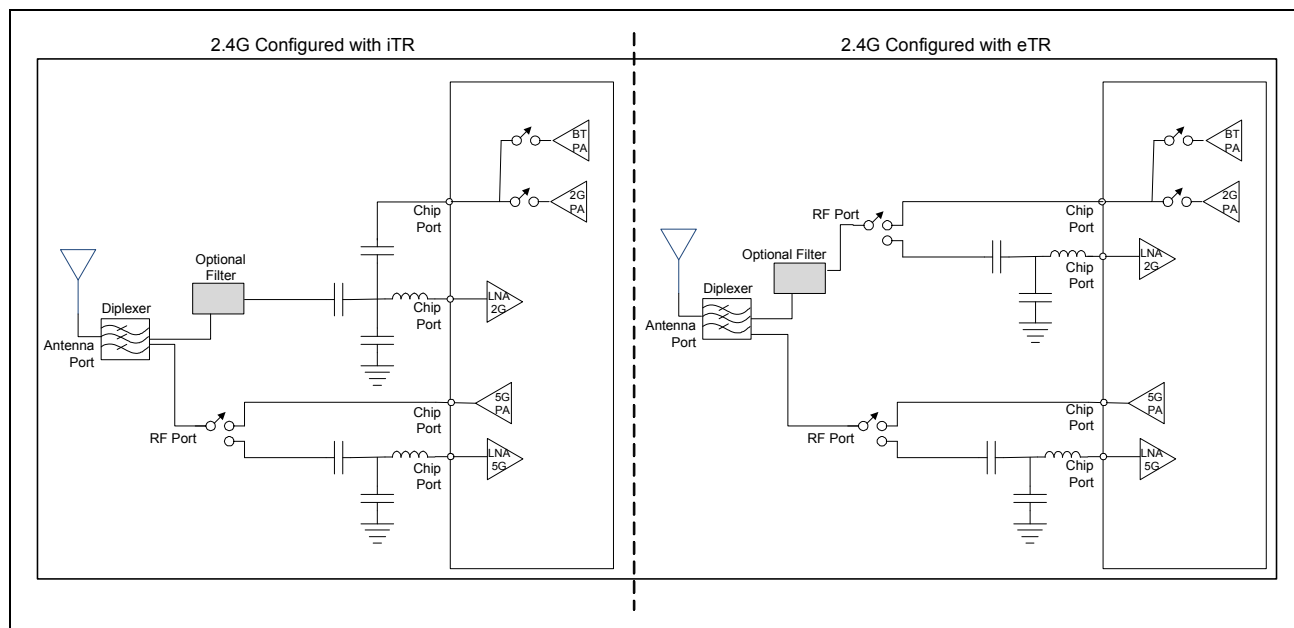 2.4G Configured with iTR
BT
PA
2G
PA
Chip
Port
Optional
Filter
Diplexer
Antenna
Port
LNA
2G
Chip
Port
5G
PA
Chip
Port
RF Port
LNA
5G
Chip
Port
2.4G Configured with eTR
BT
PA
2G
PA
RF Port
Chip
Port
Optional Filter
LNA
2G
Chip
Port
Diplexer
Antenna
Port
5G
PA
Chip
Port
RF Port
LNA
5G
Chip
Port